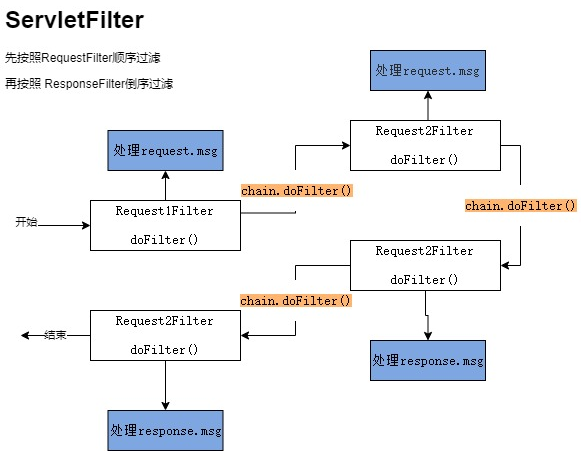 ServletFilter
先按照RequestFilter顺序过滤
再按照 ResponseFilter倒序过滤
处理request.msg
处理request.msg
Request2Filter
doFilter()
chain.doFilter()
chain.doFilter()
开始
Request1Filter
doFilter()
Request2Filter
doFilter()
chain.doFilter()
Request2Filter
doFilter()
结束
处理response.msg
处理response.msg